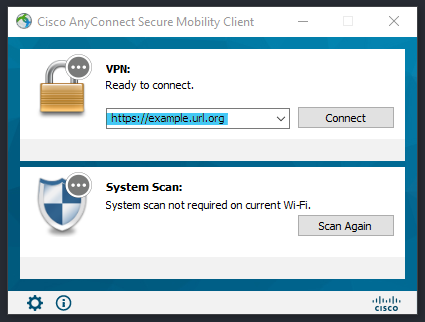 Cisco AnyConnect Secure Mobility Client
VPN:
Ready to connect.
https://example.url.org
Connect
System Scan:
System scan not required on current Wi-Fi.
Scan Again
CISCO